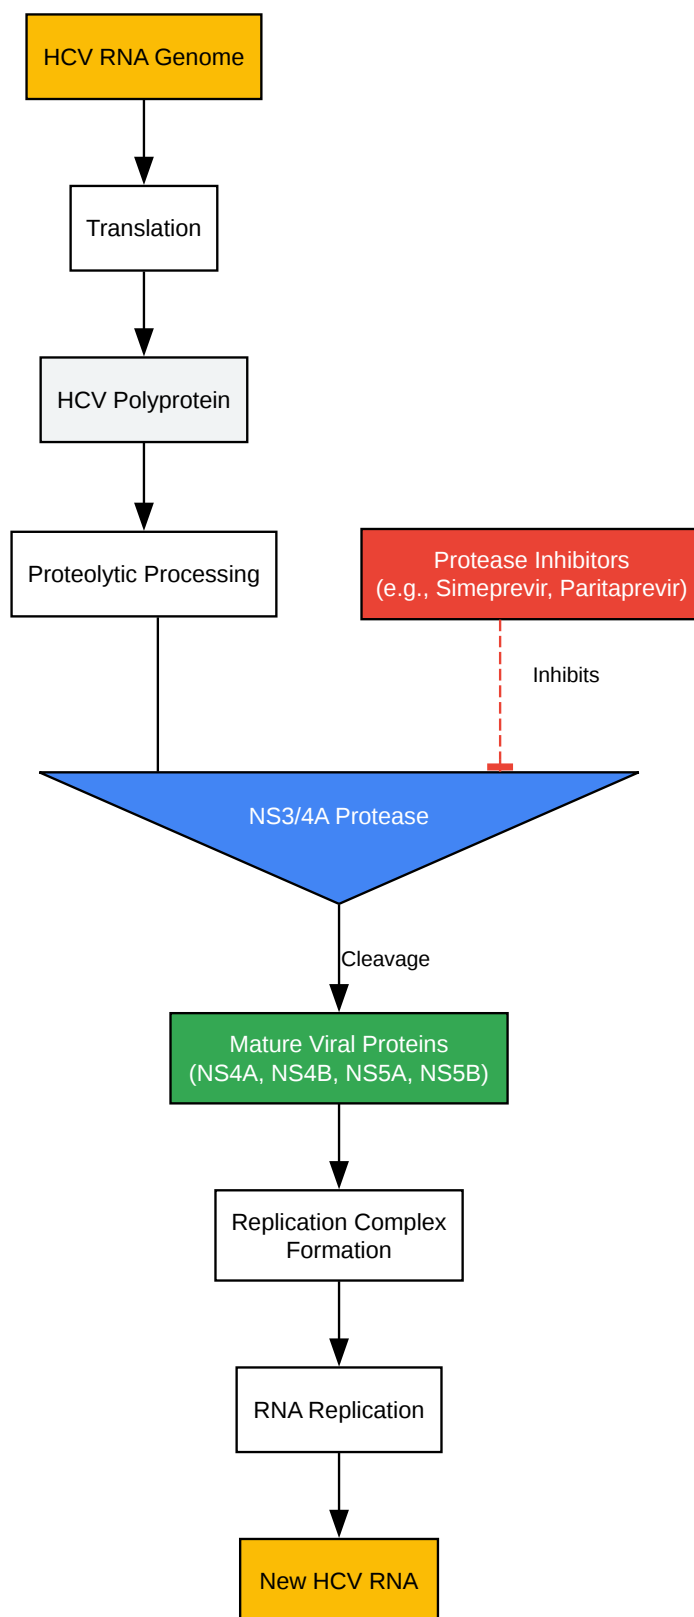 HCV RNA Genome
Translation
HCV Polyprotein
Proteolytic Processing
Protease Inhibitors
(e.g., Simeprevir, Paritaprevir)
Inhibits
NS3/4A Protease
Cleavage
Mature Viral Proteins
(NS4A, NS4B, NS5A, NS5B)
Replication Complex
Formation
RNA Replication
New HCV RNA